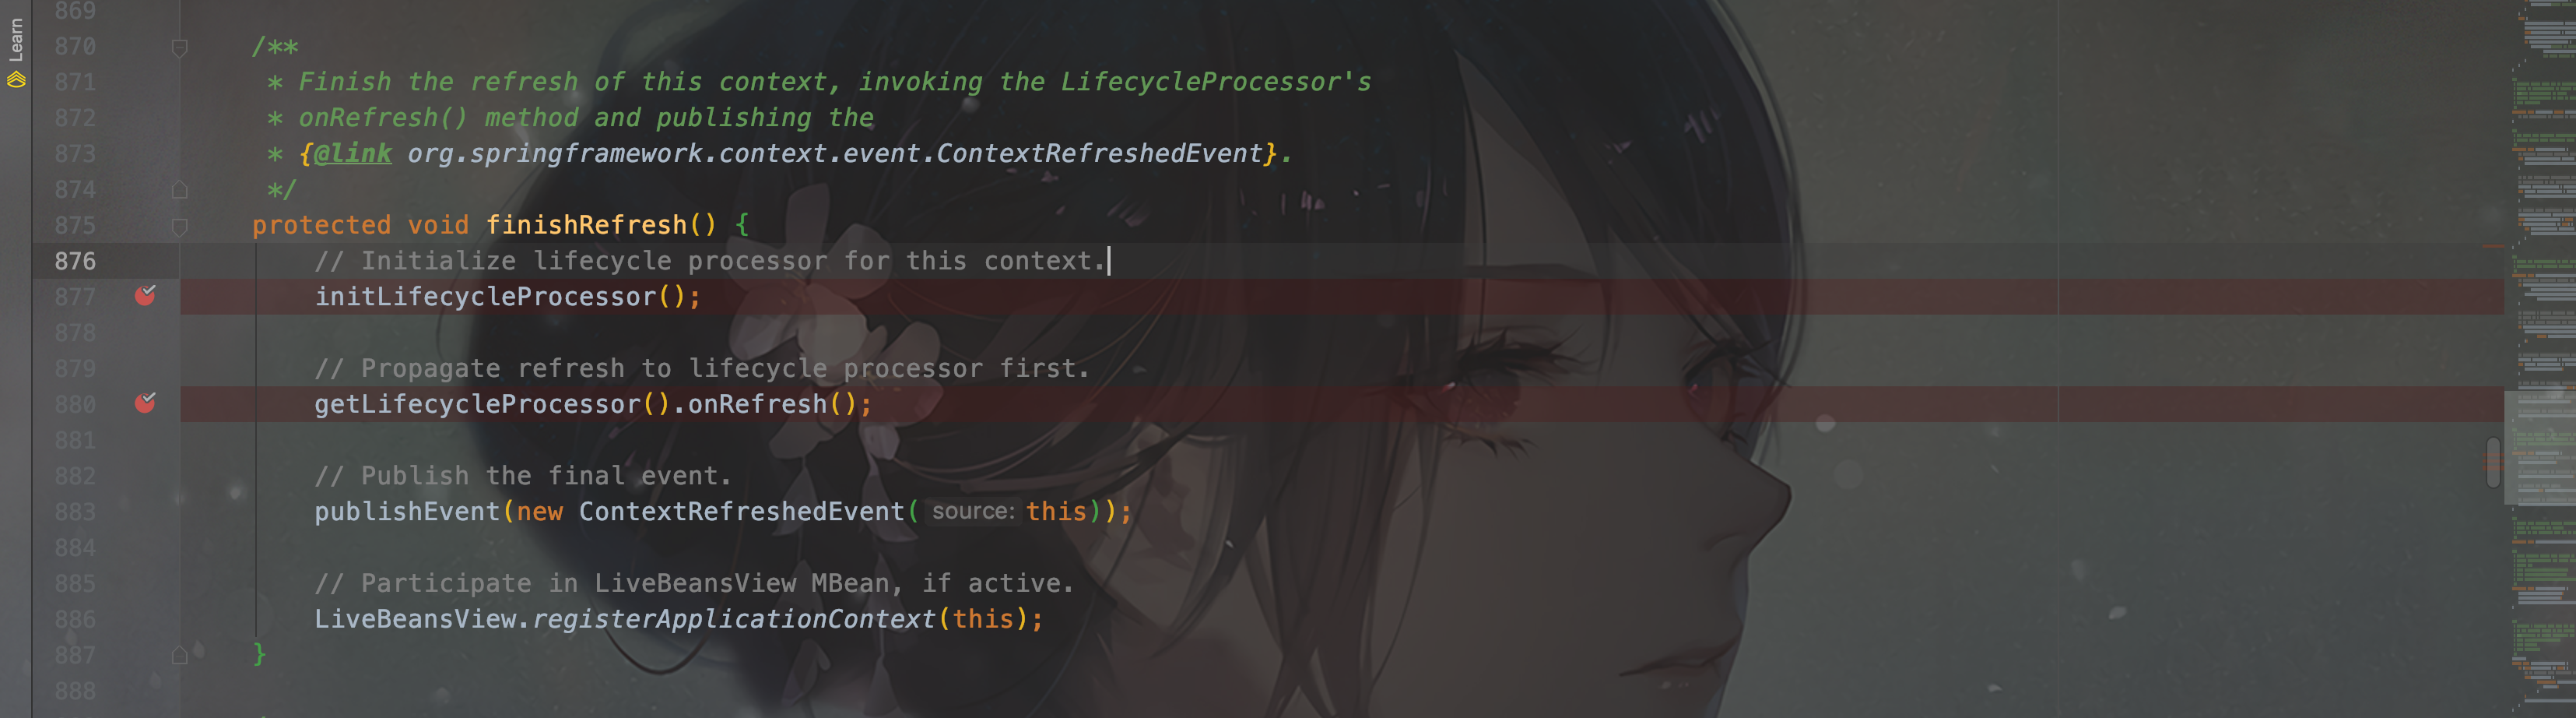 Learn
869
870 /**
871 * Finish the refresh of this context, invoking the LifecycleProcessor's
872 * onRefresh() method and publishing the
873 * {@link org.springframework.context.event.ContextRefreshedEvent}.
874 */
875 protected void finishRefresh() {
876 // Initialize lifecycle processor for this context.
877 initLifecycleProcessor();
878
879 // Propagate refresh to lifecycle processor first.
880 getLifecycleProcessor().onRefresh();
881
882 // Publish the final event.
883 publishEvent(new ContextRefreshedEvent( source: this));
884
885 // Participate in LiveBeansView MBean, if active.
886 LiveBeansView.registerApplicationContext(this);
887 }
888